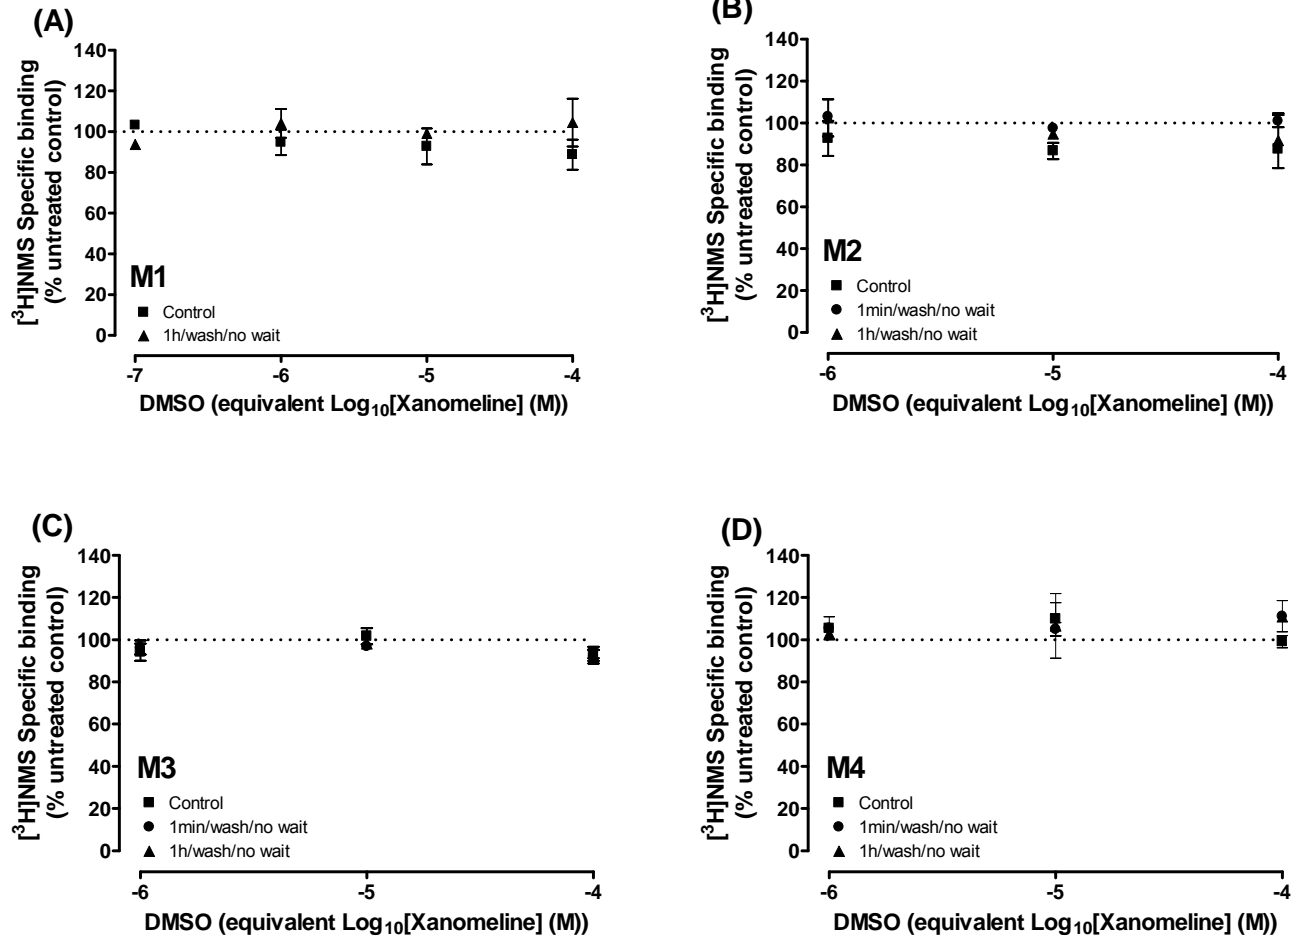 (A)
[³H]NMS Specific binding
(% untreated control)
140
120
100
80
60
40
20
0
M1
Control
1h/wash/no wait
-7
-6
-5
-4
DMSO (equivalent Log₁₀[Xanomeline] (M))
(B)
[³H]NMS Specific binding
(% untreated control)
140
120
100
80
60
40
20
0
M2
Control
1min/wash/no wait
1h/wash/no wait
-6
-5
-4
DMSO (equivalent Log₁₀[Xanomeline] (M))
(C)
[³H]NMS Specific binding
(% untreated control)
140
120
100
80
60
40
20
0
M3
Control
1min/wash/no wait
1h/wash/no wait
-6
-5
-4
DMSO (equivalent Log₁₀[Xanomeline] (M))
(D)
[³H]NMS Specific binding
(% untreated control)
140
120
100
80
60
40
20
0
M4
Control
1min/wash/no wait
1h/wash/no wait
-6
-5
-4
DMSO (equivalent Log₁₀[Xanomeline] (M))